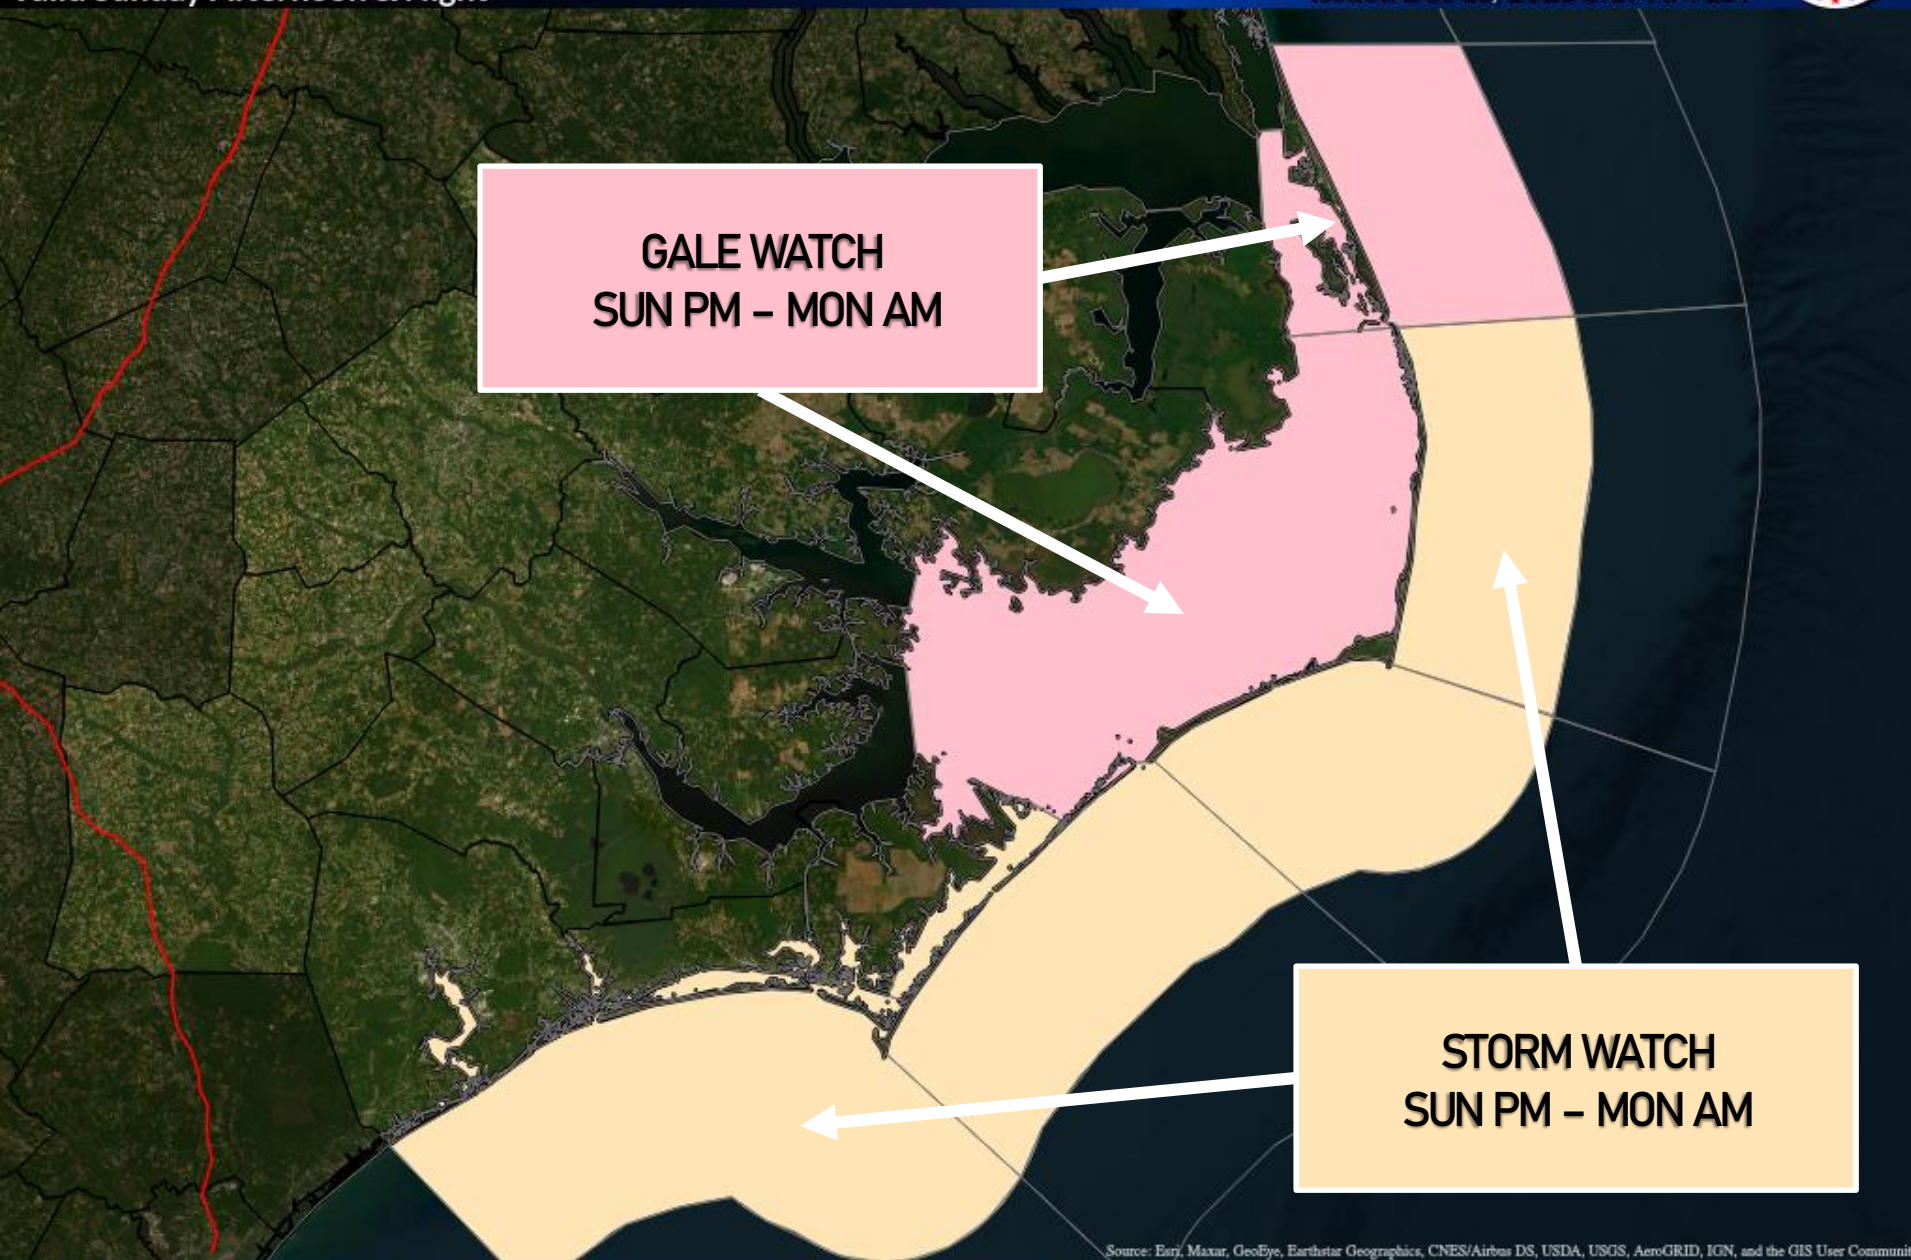 GALE WATCH
SUN PM – MON AM
STORM WATCH
SUN PM – MON AM
Source: Esri, Maxar, GeoEye, Earthstar Geographics, CNES/Airbus DS, USDA, USGS, AeroGRID, IGN, and the GIS User